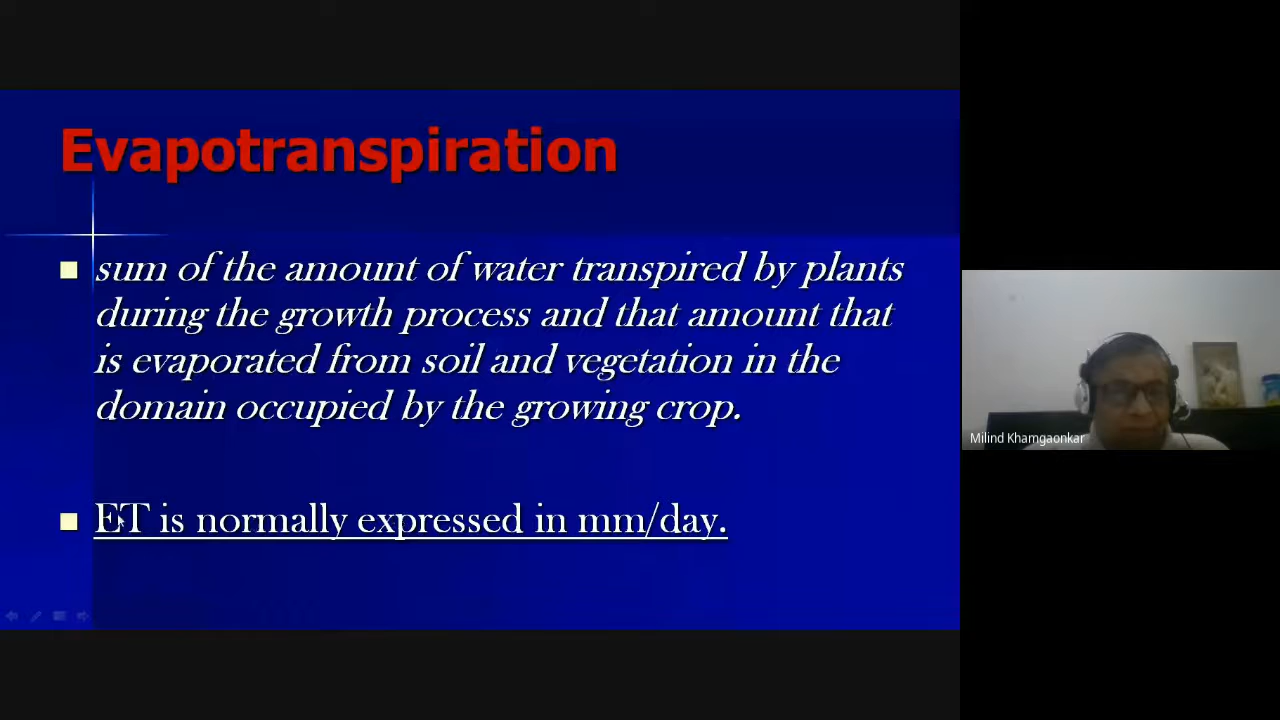 Evapotranspiration
sum of the amount of water transpired by plants
during the growth process and that amount that
is evaporated from soil and vegetation in the
domain occupied by the growing crop.
ET is normally expressed in mm/day.
Milind Khamgaonkar